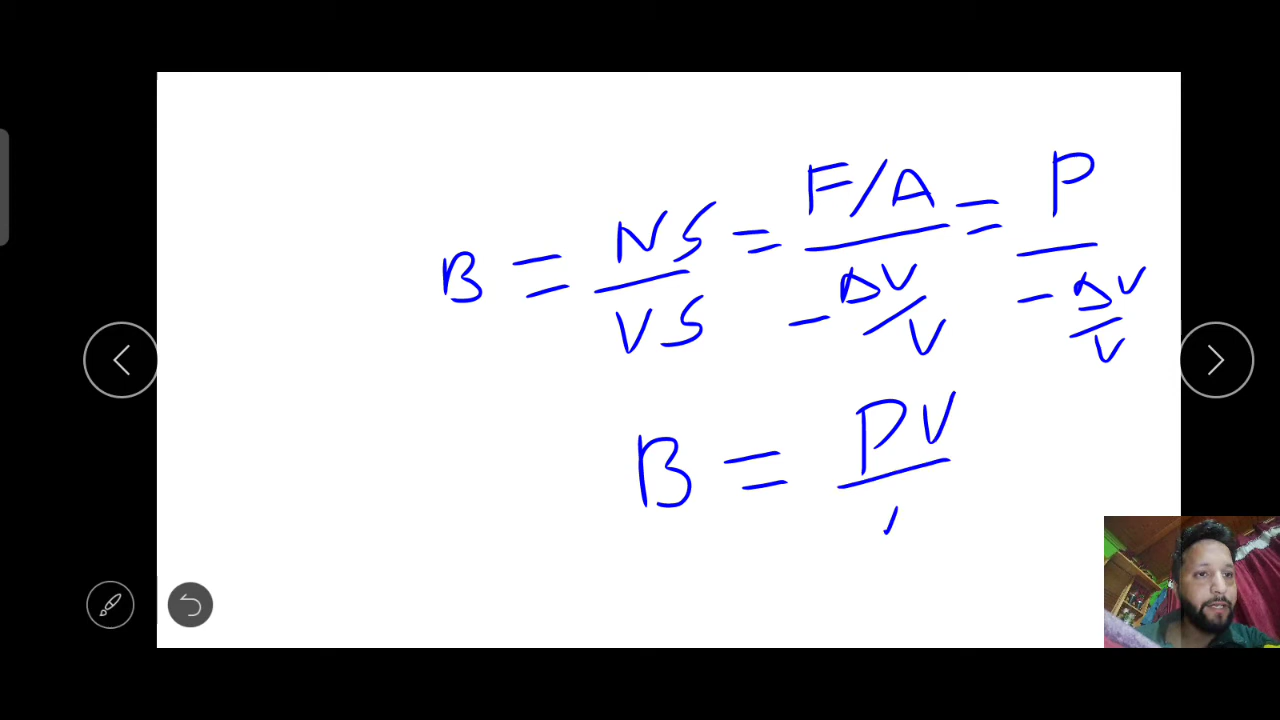 B = NS/VS = F/A / -ΔV/V = P / -ΔV/V
B = PV/